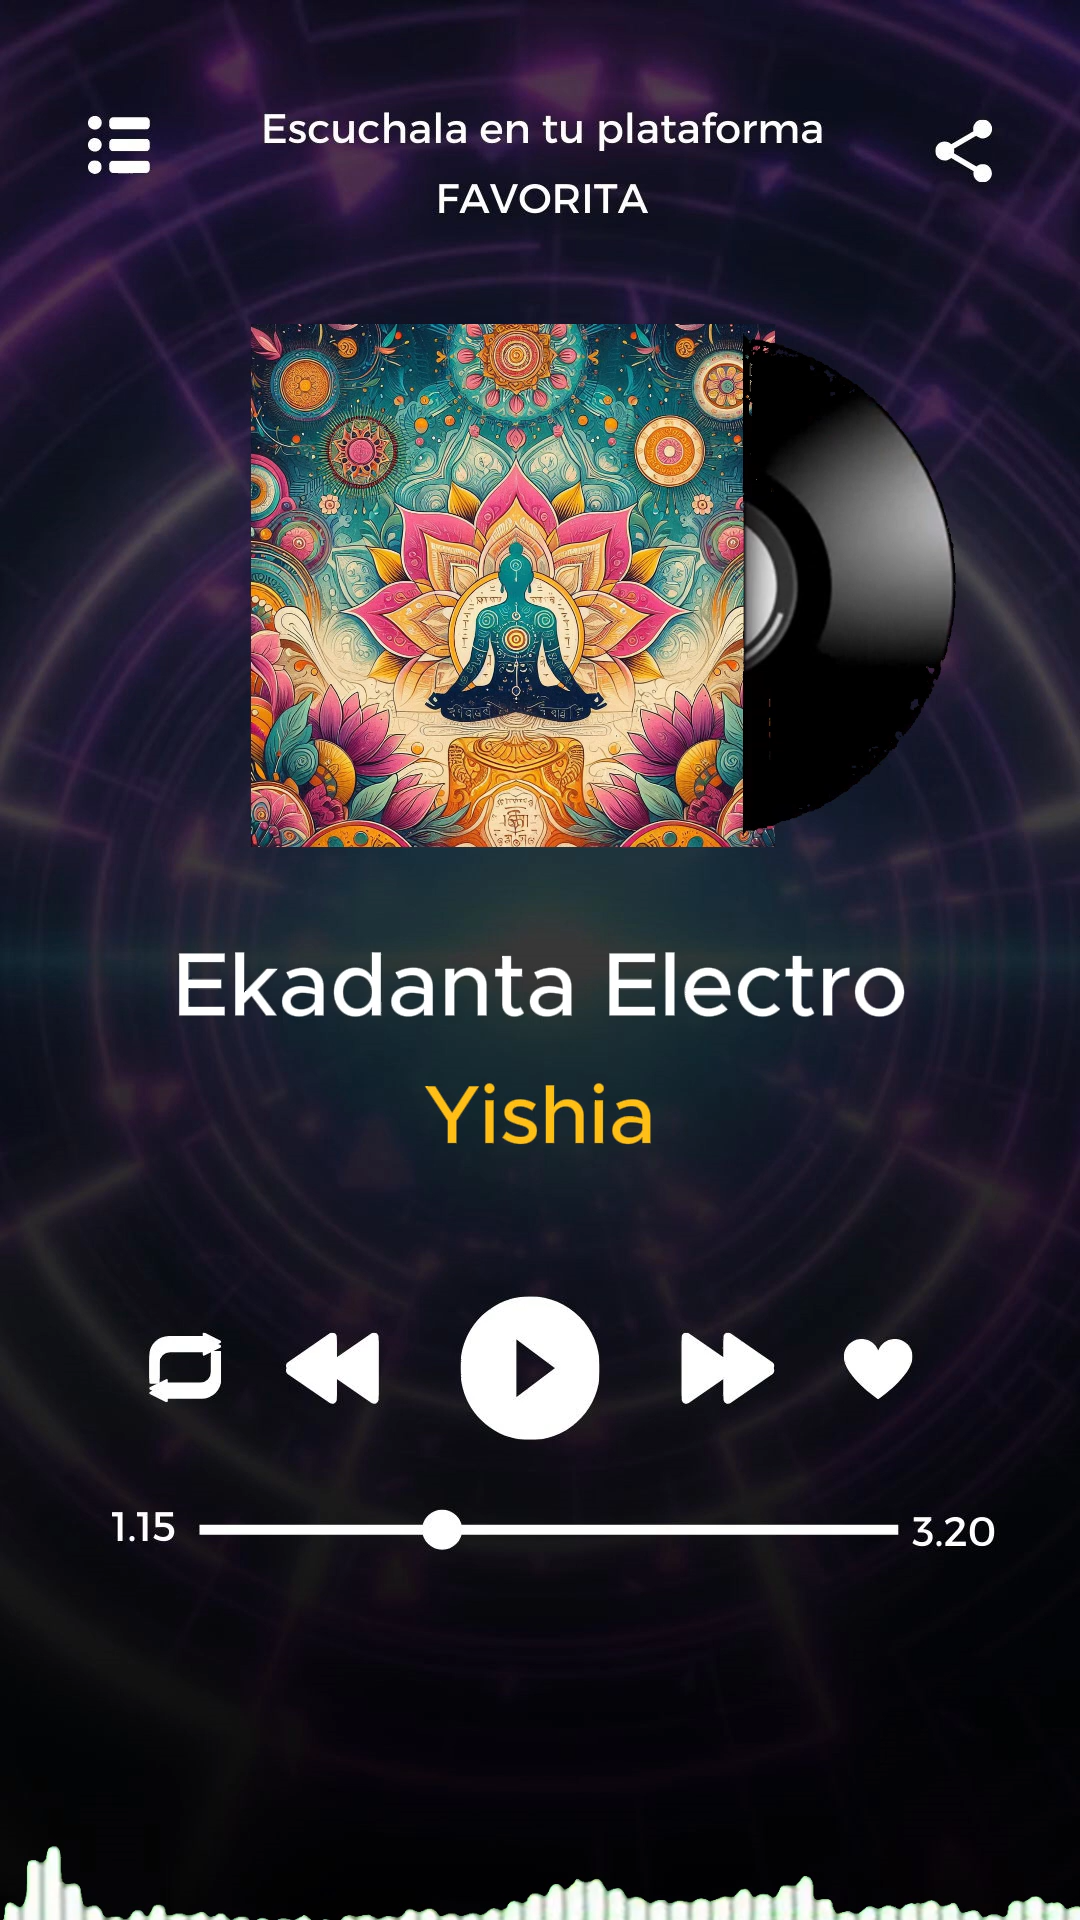 Escuchala en tu plataforma
FAVORITA
Ekadanta Electro
Yishia
1.15
3.20